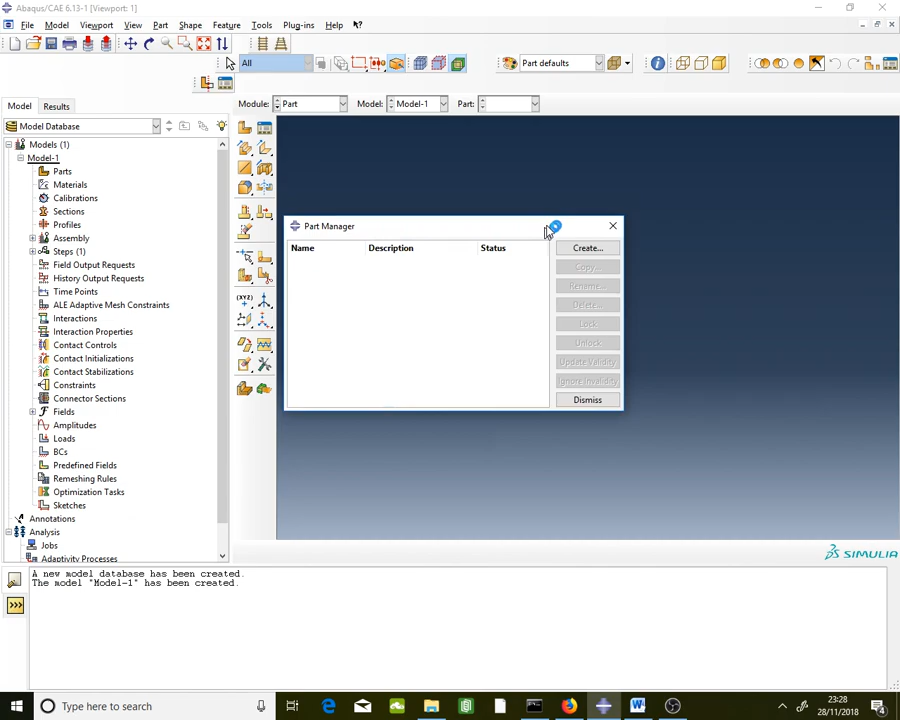 Abaqus/CAE 6.13-1 [Viewport: 1]
File Model Viewport View Part Shape Feature Tools Plug-ins Help
All Part defaults
Model Results Module: Part Model: Model-1 Part:
Model Database
Models (1)
Model-1
Parts
Materials
Calibrations
Sections
Profiles
Assembly
Steps (1)
Field Output Requests
History Output Requests
Time Points
ALE Adaptive Mesh Constraints
Interactions
Interaction Properties
Contact Controls
Contact Initializations
Contact Stabilizations
Constraints
Connector Sections
Fields
Amplitudes
Loads
BCs
Predefined Fields
Remeshing Rules
Optimization Tasks
Sketches
Annotations
Analysis
Jobs
Adaptivity Processes
(XYZ)
Part Manager
Name Description Status
Create...
Copy...
Rename...
Delete...
Lock
Unlock
Update Validity
Ignore Invalidity
Dismiss
SIMULIA
A new model database has been created.
The model "Model-1" has been created.
>>>
Type here to search
23:28
28/11/2018
4